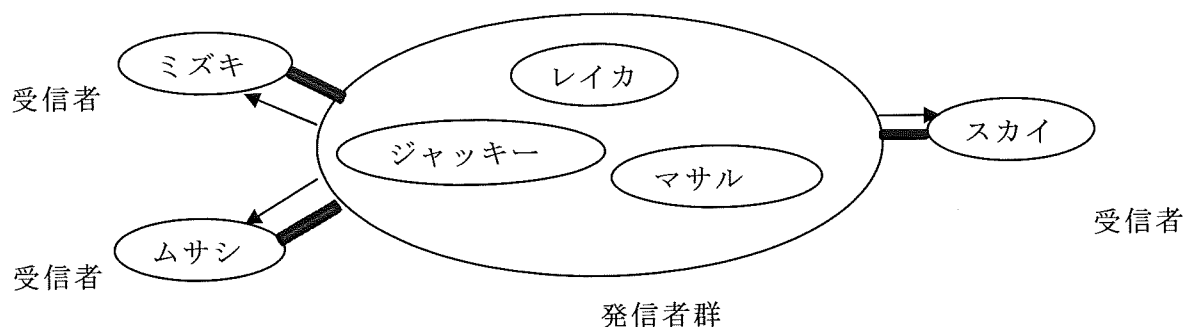 ミズキ
受信者
レイカ
ジャッキー
マサル
スカイ
受信者
ムサシ
受信者
発信者群